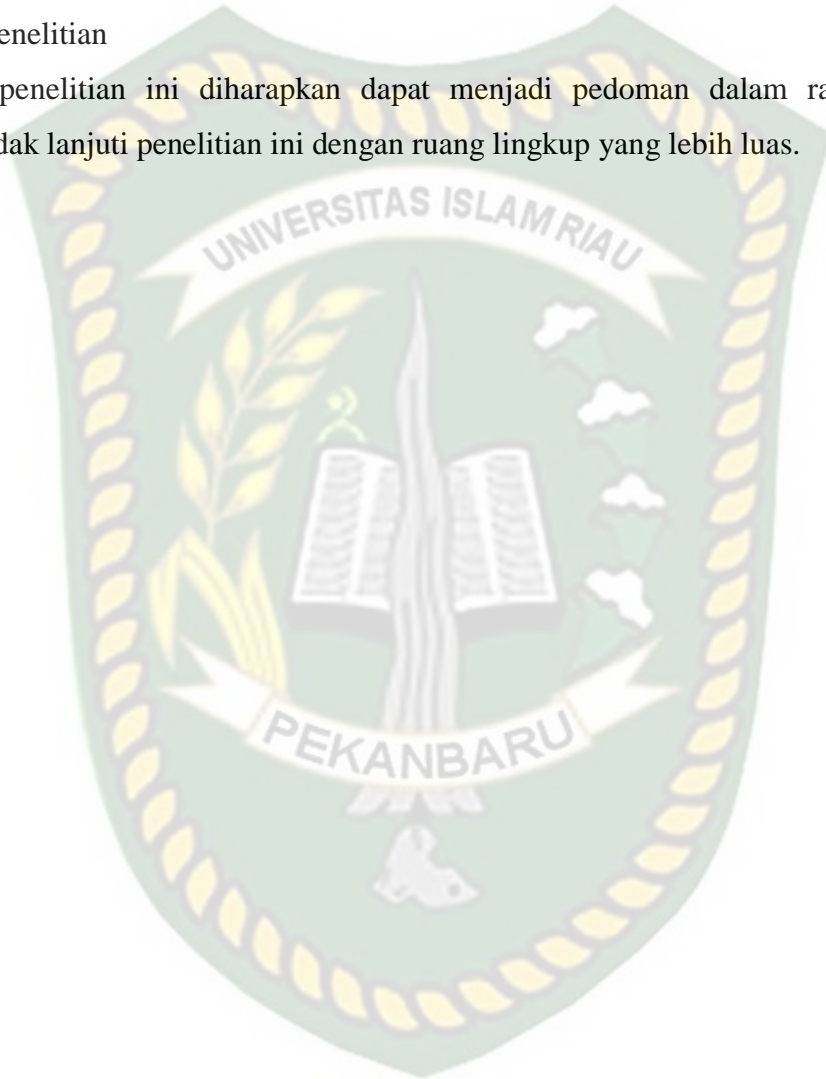 enelitian
penelitian ini diharapkan dapat menjadi pedoman dalam ra
dak lanjuti penelitian ini dengan ruang lingkup yang lebih luas.
UNIVERSITAS ISLAM RIAU
PEKANBARU